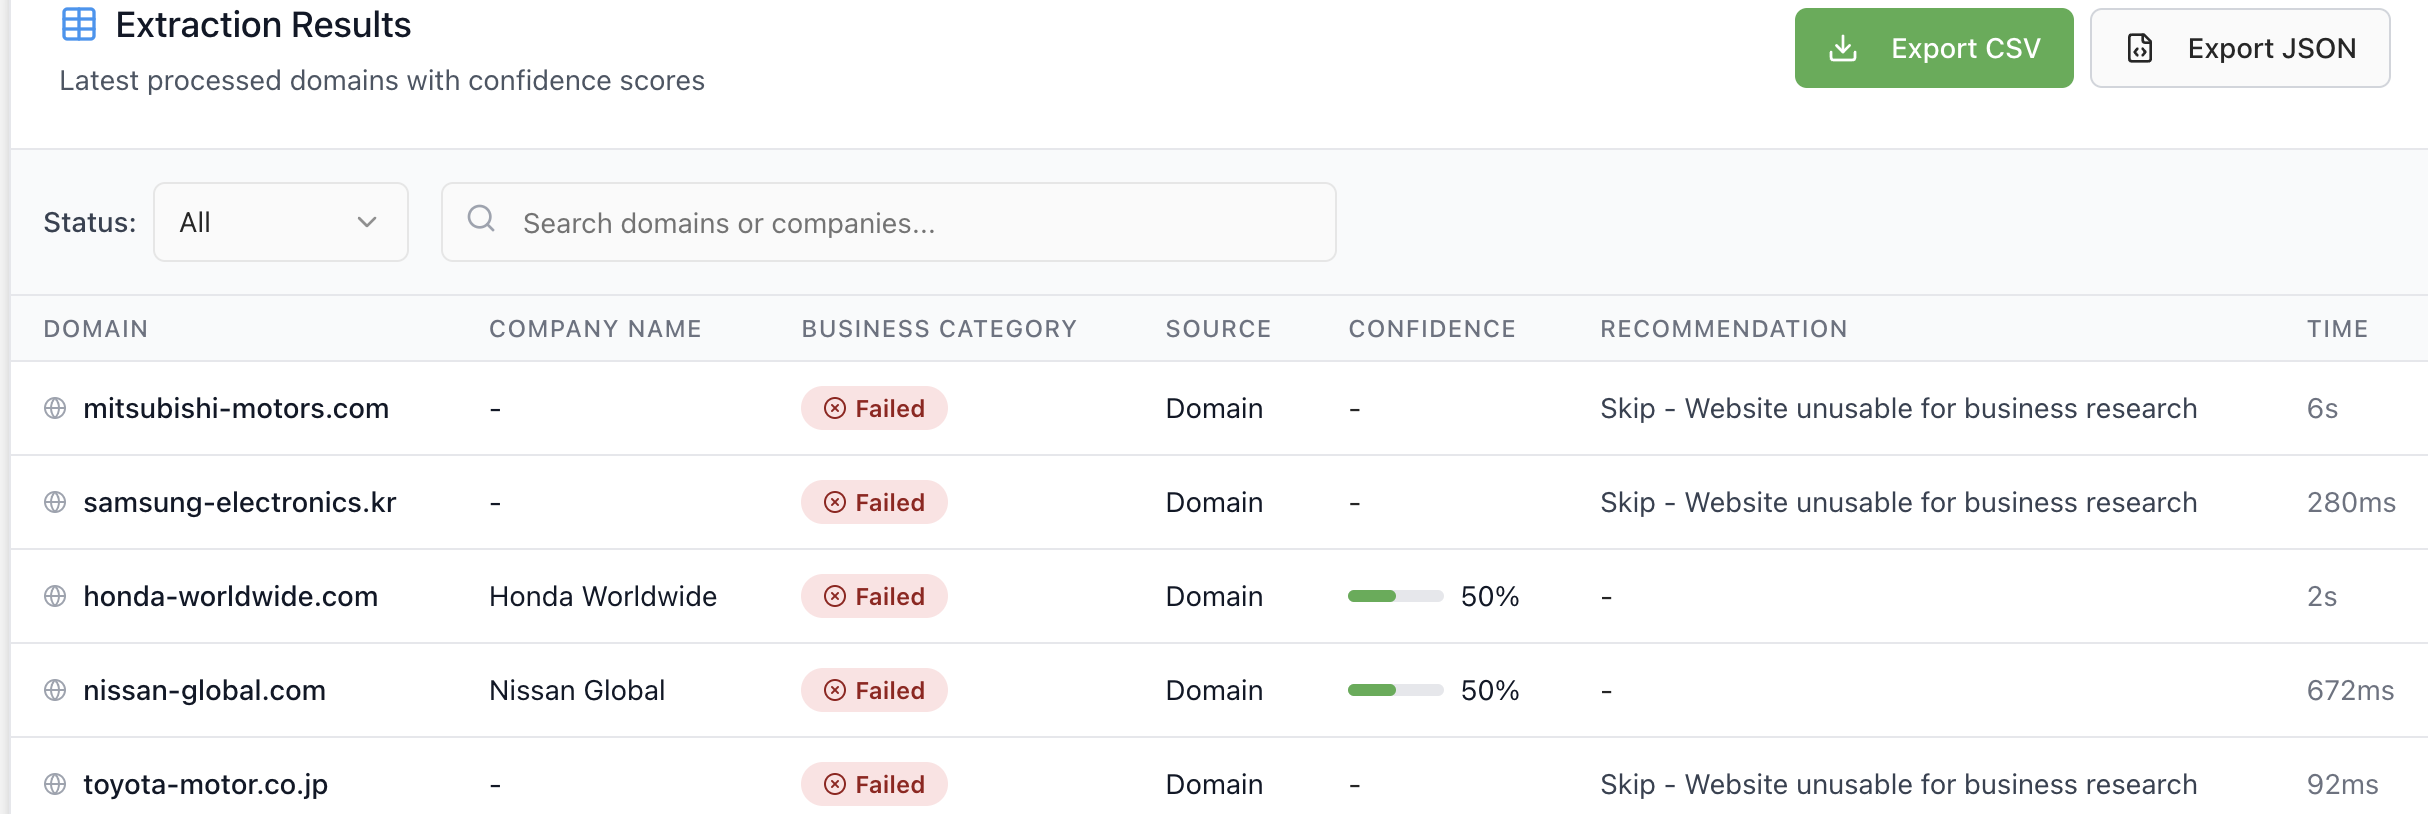 Extraction Results
Latest processed domains with confidence scores
Export CSV
Export JSON
Status:
All
Search domains or companies...
DOMAIN COMPANY NAME BUSINESS CATEGORY SOURCE CONFIDENCE RECOMMENDATION TIME
mitsubishi-motors.com - Failed Domain - Skip - Website unusable for business research 6s
samsung-electronics.kr - Failed Domain - Skip - Website unusable for business research 280ms
honda-worldwide.com Honda Worldwide Failed Domain 50% - 2s
nissan-global.com Nissan Global Failed Domain 50% - 672ms
toyota-motor.co.jp - Failed Domain - Skip - Website unusable for business research 92ms